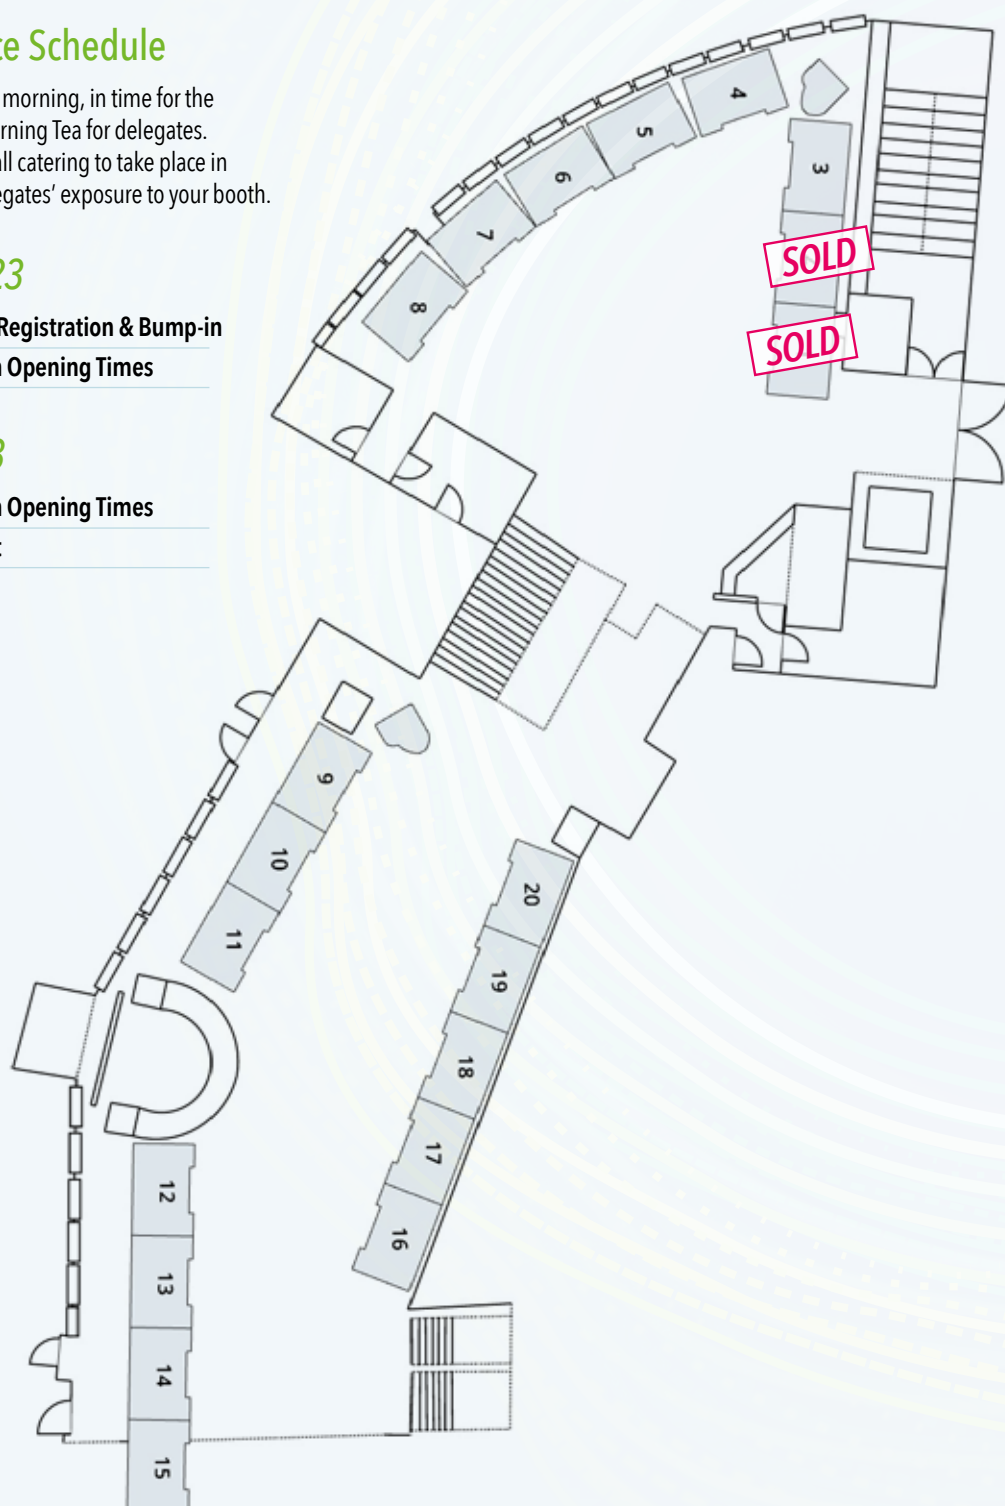 te Schedule
morning, in time for the
rning Tea for delegates.
all catering to take place in
egates’ exposure to your booth.
23
Registration & Bump-in
Opening Times
3
Opening Times
4
5
3
6
7
SOLD
8
SOLD
9
10
20
11
19
18
17
12
16
13
14
15